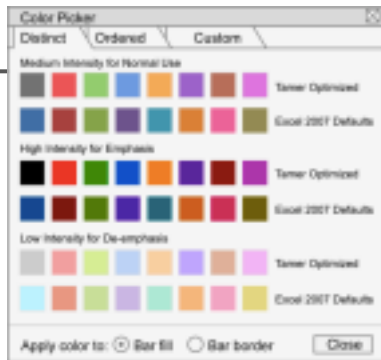 Color Picker
Distinct Ordered Custom
Medium Intensity for Normal Use
Tamer Optimized
Excel 2007 Defaults
High Intensity for Emphasis
Tamer Optimized
Excel 2007 Defaults
Low Intensity for De-emphasis
Tamer Optimized
Excel 2007 Defaults
Apply color to: Bar fill Bar border Close